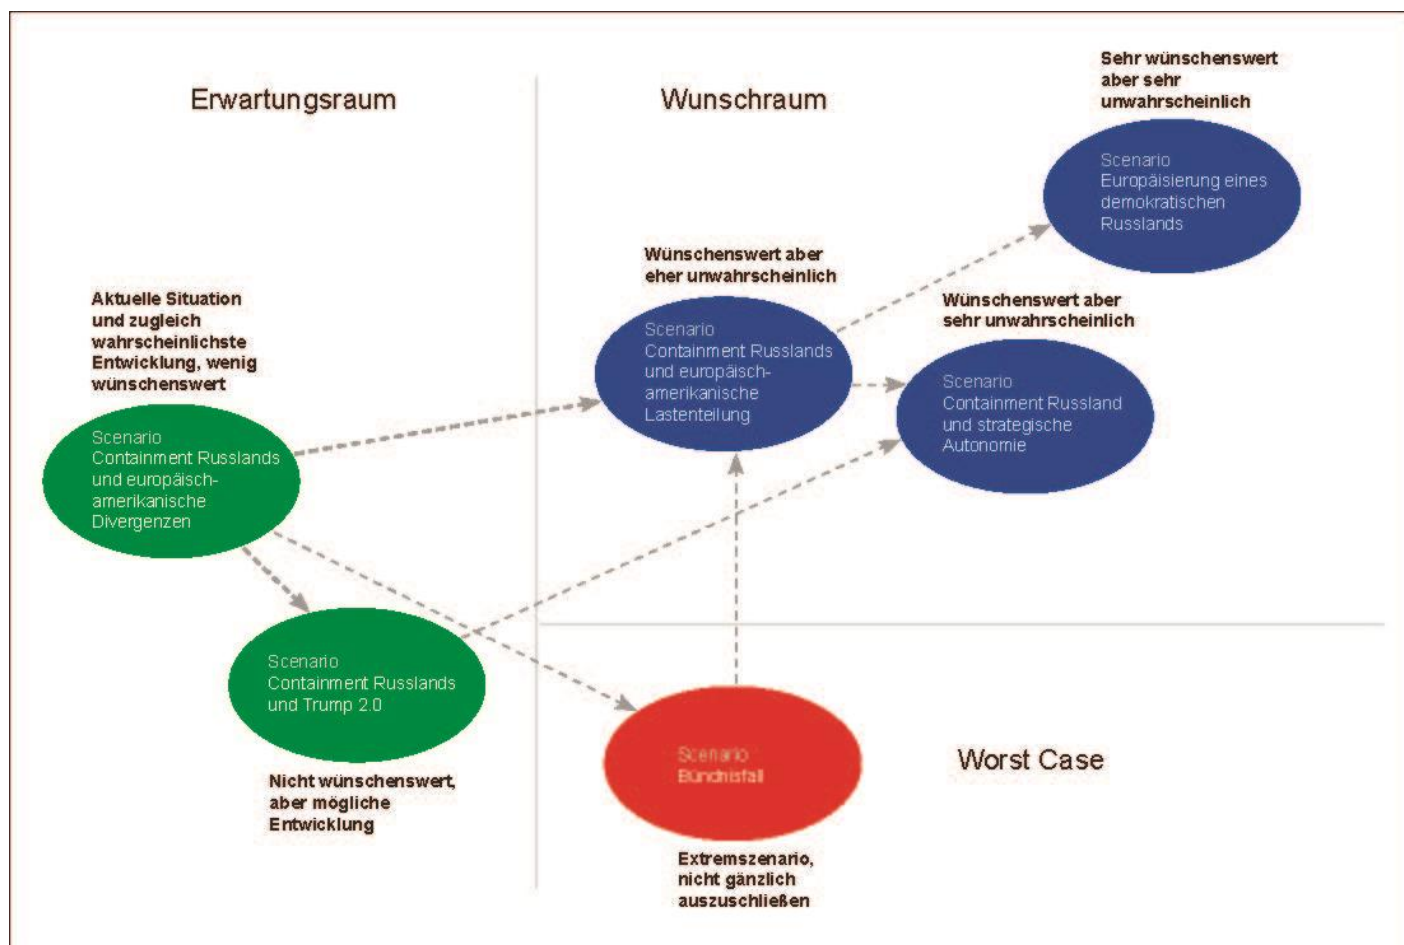 Erwartungsraum
Wunschraum
Sehr wünschenswert
aber sehr
unwahrscheinlich
Scenario
Europäisierung eines
demokratischen
Russlands
Wünschenswert aber
eher unwahrscheinlich
Scenario
Containment Russlands
und europäisch-
amerikanische
Lastenteilung
Wünschenswert aber
sehr unwahrscheinlich
Scenario
Containment Russland
und strategische
Autonomie
Aktuelle Situation
und zugleich
wahrscheinlichste
Entwicklung, wenig
wünschenswert
Scenario
Containment Russlands
und europäisch-
amerikanische
Divergenzen
Scenario
Containment Russlands
und Trump 2.0
Nicht wünschenswert,
aber mögliche
Entwicklung
Scenario
Bündnisfall
Worst Case
Extremszenario,
nicht gänzlich
auszuschließen